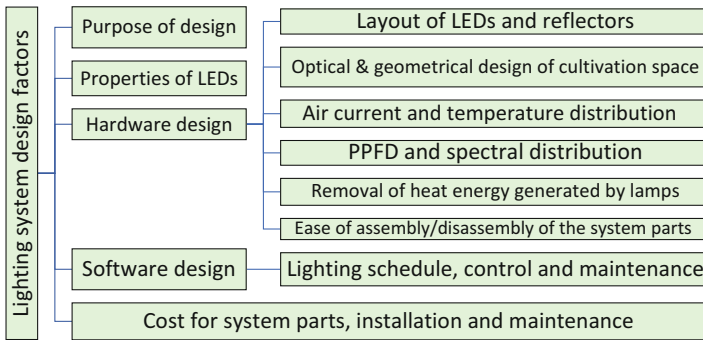 Lighting system design factors
Purpose of design
Properties of LEDs
Hardware design
Layout of LEDs and reflectors
Optical & geometrical design of cultivation space
Air current and temperature distribution
PPFD and spectral distribution
Removal of heat energy generated by lamps
Ease of assembly/disassembly of the system parts
Software design
Lighting schedule, control and maintenance
Cost for system parts, installation and maintenance